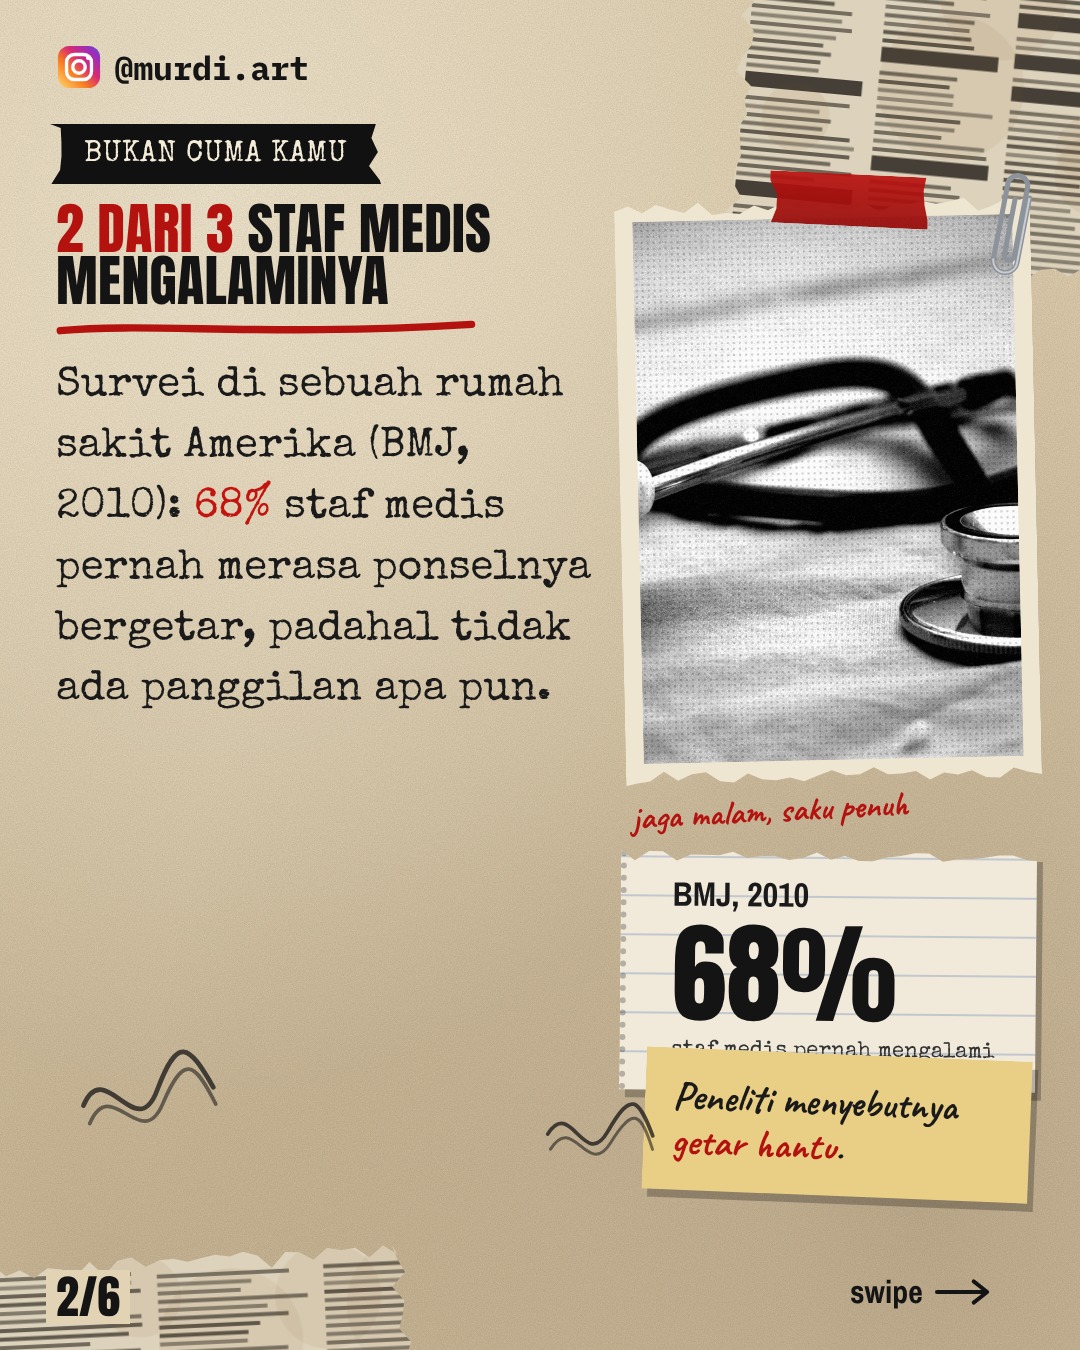 @murdi.art
BUKAN CUMA KAMU
2 DARI 3 STAF MEDIS
MENGALAMINYA
Survei di sebuah rumah
sakit Amerika (BMJ,
2010): 68% staf medis
pernah merasa ponselnya
bergetar, padahal tidak
ada panggilan apa pun.
jaga malam, saku penuh
BMJ, 2010
68%
staf medis pernah mengalami
Peneliti menyebutnya
getar hantu.
2/6
swipe